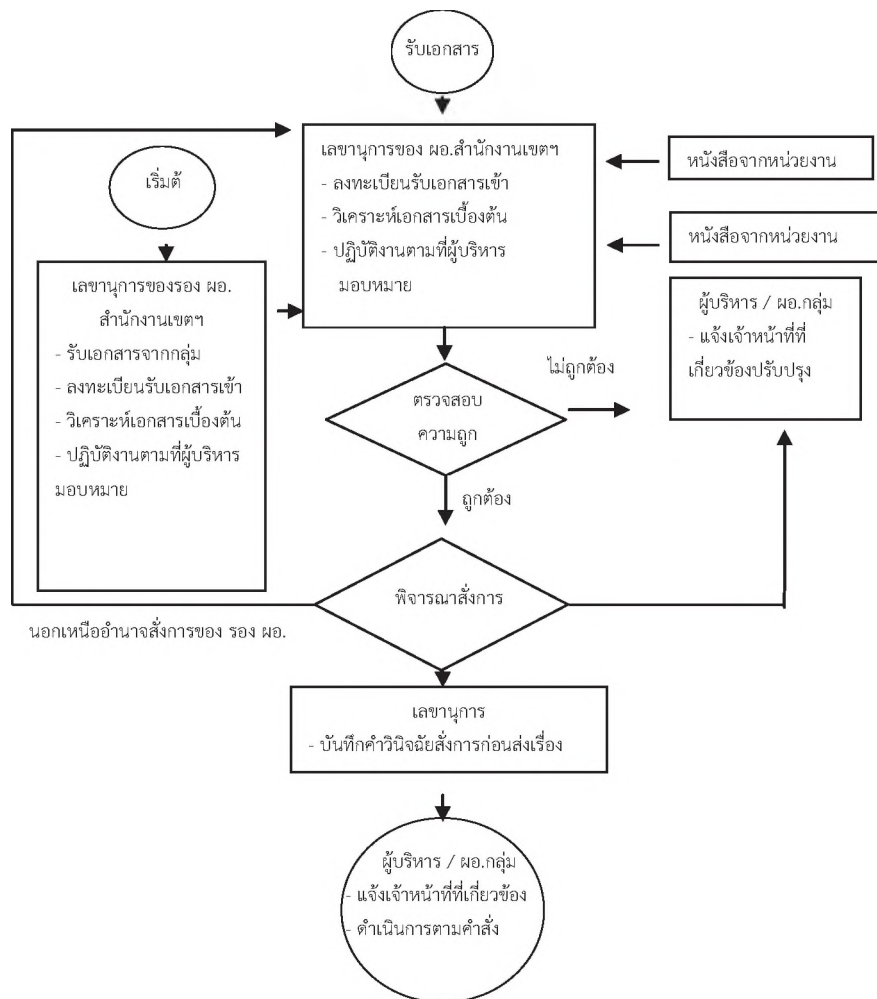 รับเอกสาร
เลขานุการของ ผอ.สำนักงานเขตฯ
- ลงทะเบียนรับเอกสารเข้า
- วิเคราะห์เอกสารเบื้องต้น
- ปฏิบัติงานตามที่ผู้บริหาร
มอบหมาย
หนังสือจากหน่วยงาน
หนังสือจากหน่วยงาน
เริ่มต้
เลขานุการของรอง ผอ.
สำนักงานเขตฯ
- รับเอกสารจากกลุ่ม
- ลงทะเบียนรับเอกสารเข้า
- วิเคราะห์เอกสารเบื้องต้น
- ปฏิบัติงานตามที่ผู้บริหาร
มอบหมาย
ผู้บริหาร / ผอ.กลุ่ม
- แจ้งเจ้าหน้าที่ที่
เกี่ยวข้องปรับปรุง
ไม่ถูกต้อง
ตรวจสอบ
ความถูก
ถูกต้อง
พิจารณาสั่งการ
นอกเหนืออำนาจสั่งการของ รอง ผอ.
เลขานุการ
- บันทึกคำวินิจฉัยสั่งการก่อนส่งเรื่อง
ผู้บริหาร / ผอ.กลุ่ม
- แจ้งเจ้าหน้าที่ที่เกี่ยวข้อง
- ดำเนินการตามคำสั่ง